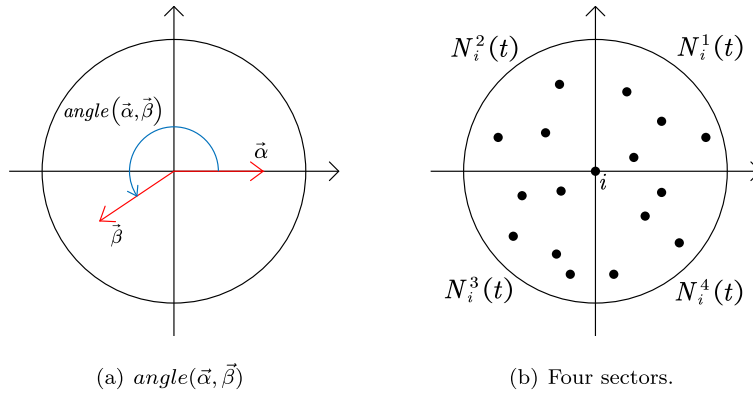 N_i^2(t)
N_i^1(t)
angle(α⃗,β⃗)
α⃗
i
β⃗
N_i^3(t)
N_i^4(t)
(a) angle(α⃗, β⃗)
(b) Four sectors.